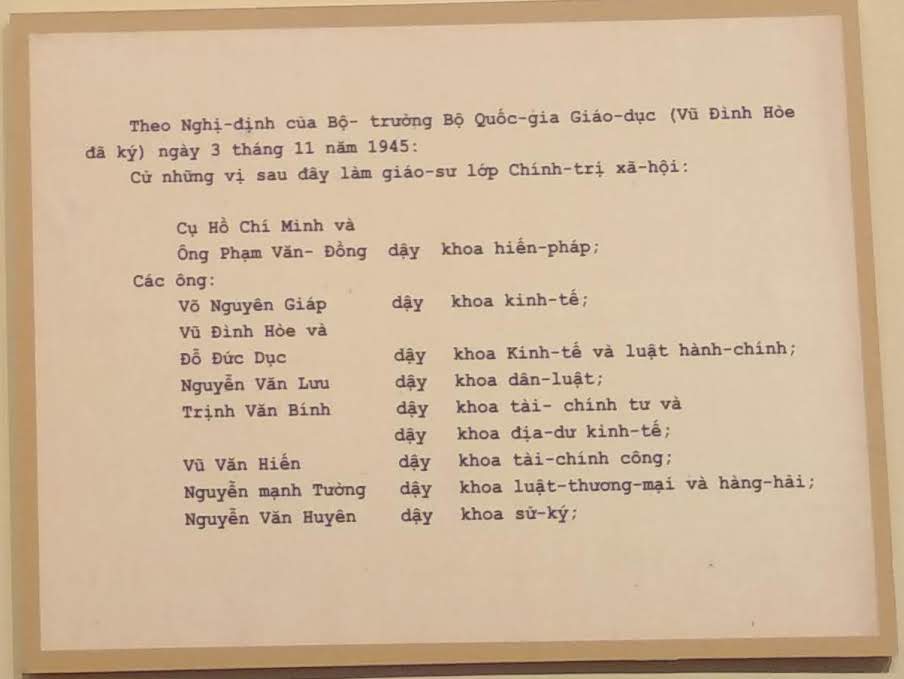 Theo Nghị-định của Bộ- trưởng Bộ Quốc-gia Giáo-dục (Vũ Đình Hòe
đã ký) ngày 3 tháng 11 năm 1945:
Cử những vị sau đây làm giáo-sư lớp Chính-trị xã-hội:
Cụ Hồ Chí Minh và
Ông Phạm Văn- Đồng dậy khoa hiến-pháp;
Các ông:
Võ Nguyên Giáp dậy khoa kinh-tế;
Vũ Đình Hòe và
Đỗ Đức Dục dậy khoa Kinh-tế và luật hành-chính;
Nguyễn Văn Lưu dậy khoa dân-luật;
Trịnh Văn Bính dậy khoa tài- chính tư và
dậy khoa địa-dư kinh-tế;
Vũ Văn Hiến dậy khoa tài-chính công;
Nguyễn mạnh Tường dậy khoa luật-thương-mại và hàng-hải;
Nguyễn Văn Huyên dậy khoa sử-ký;